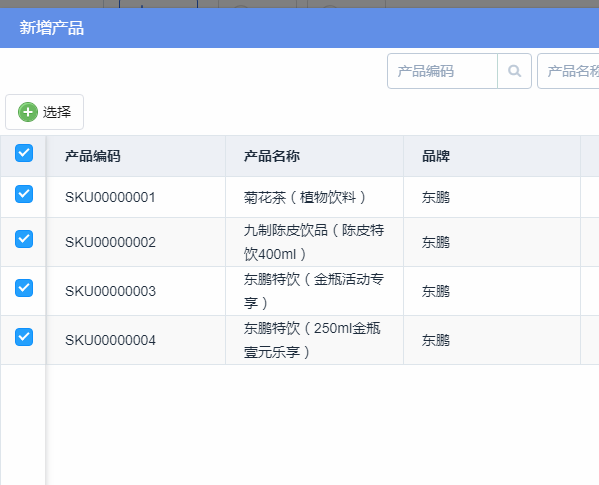 新增产品
产品编码 产品名称
选择
产品编码 产品名称 品牌
SKU00000001 菊花茶（植物饮料） 东鹏
SKU00000002 九制陈皮饮品（陈皮特
饮400ml） 东鹏
SKU00000003 东鹏特饮（金瓶活动专
享） 东鹏
SKU00000004 东鹏特饮（250ml金瓶
壹元乐享） 东鹏